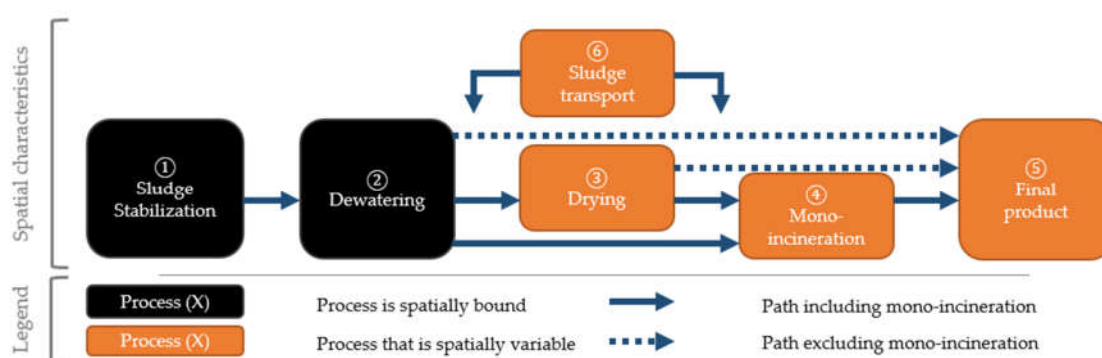 Spatial characteristics
⑥
Sludge
transport
①
Sludge
Stabilization
②
Dewatering
③
Drying
④
Mono-
incineration
⑤
Final
product
Legend
Process (X)
Process is spatially bound
Path including mono-incineration
Process (X)
Process that is spatially variable
Path excluding mono-incineration